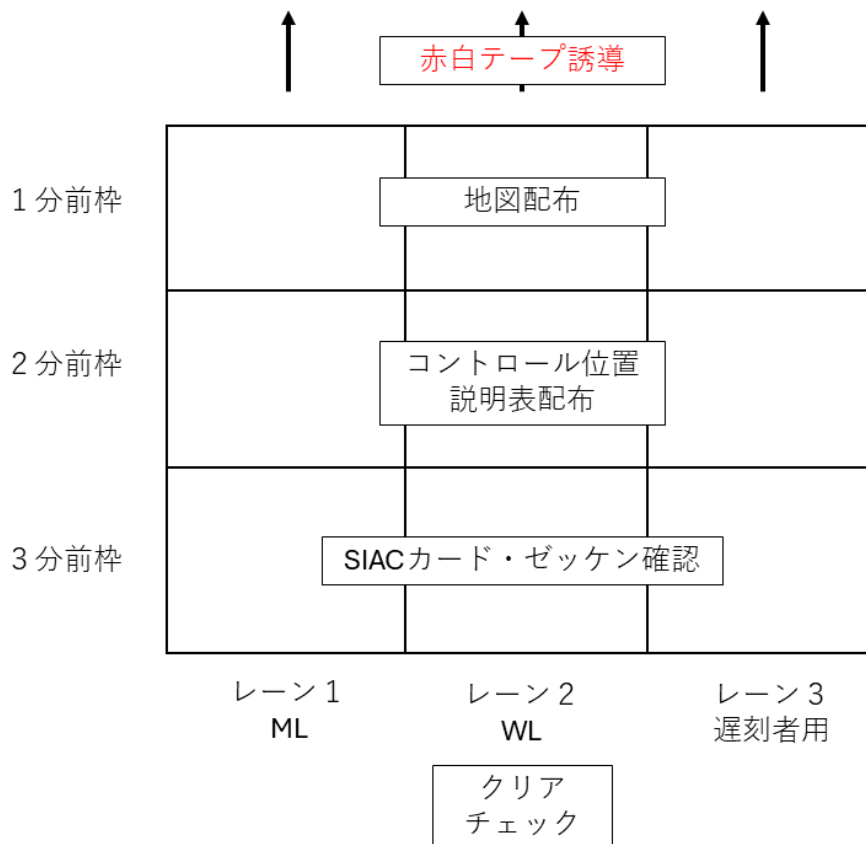 赤白テープ誘導
1分前枠
地図配布
2分前枠
コントロール位置
説明表配布
3分前枠
SIACカード・ゼッケン確認
レーン1
ML
レーン2
WL
レーン3
遅刻者用
クリア
チェック